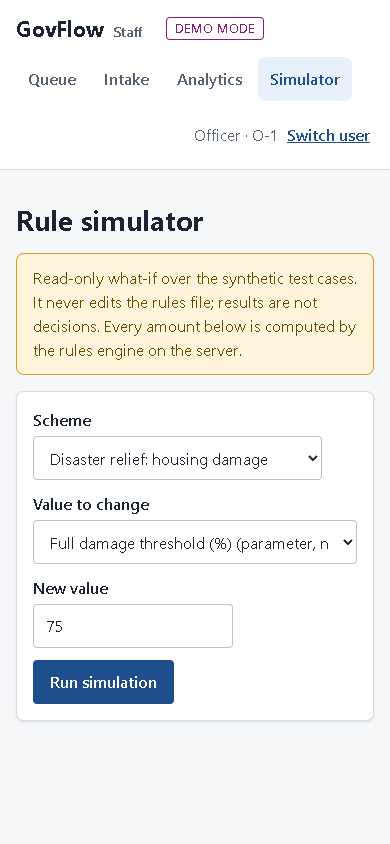 GovFlow Staff DEMO MODE
Queue Intake Analytics Simulator
Officer · O-1 Switch user
Rule simulator
Read-only what-if over the synthetic test cases.
It never edits the rules file; results are not
decisions. Every amount below is computed by
the rules engine on the server.
Scheme
Disaster relief: housing damage
Value to change
Full damage threshold (%) (parameter, n
New value
75
Run simulation